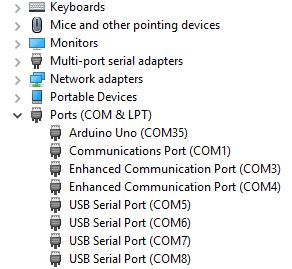 Keyboards
Mice and other pointing devices
Monitors
Multi-port serial adapters
Network adapters
Portable Devices
Ports (COM & LPT)
Arduino Uno (COM35)
Communications Port (COM1)
Enhanced Communication Port (COM3)
Enhanced Communication Port (COM4)
USB Serial Port (COM5)
USB Serial Port (COM6)
USB Serial Port (COM7)
USB Serial Port (COM8)